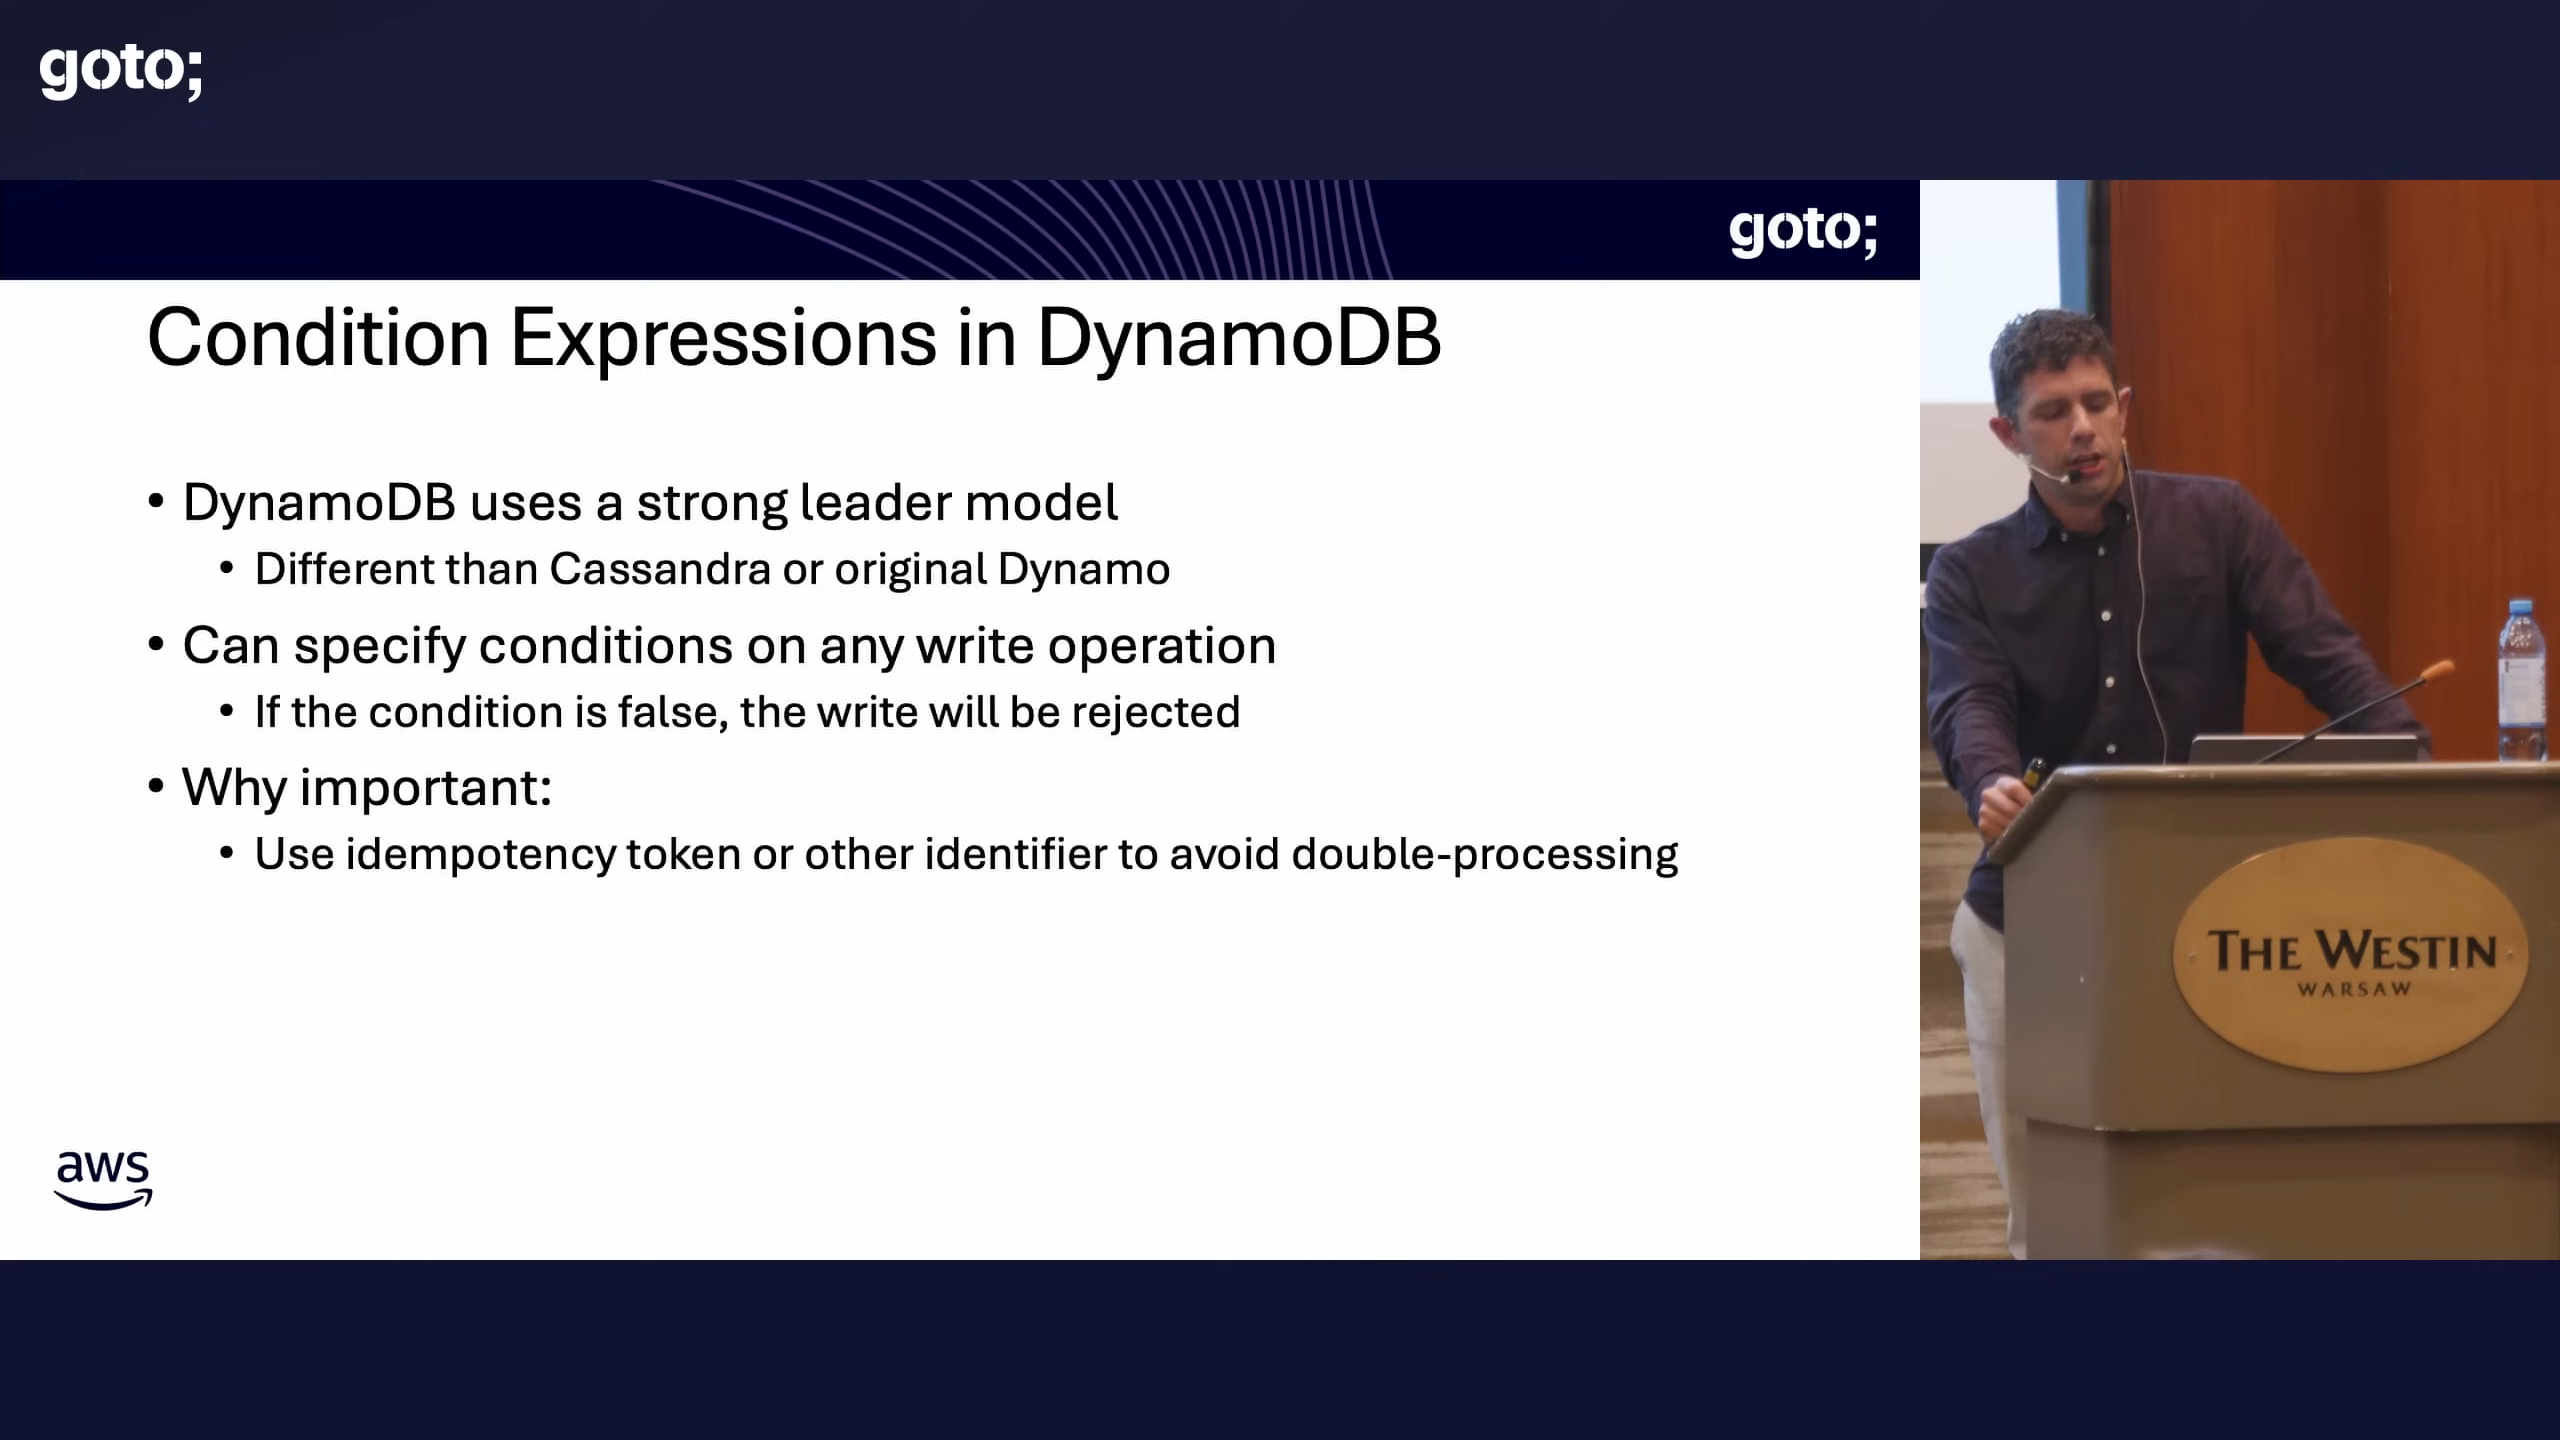 goto;
goto;
Condition Expressions in DynamoDB
• DynamoDB uses a strong leader model
• Different than Cassandra or original Dynamo
• Can specify conditions on any write operation
• If the condition is false, the write will be rejected
• Why important:
• Use idempotency token or other identifier to avoid double-processing
aws
THE WESTIN
WARSAW